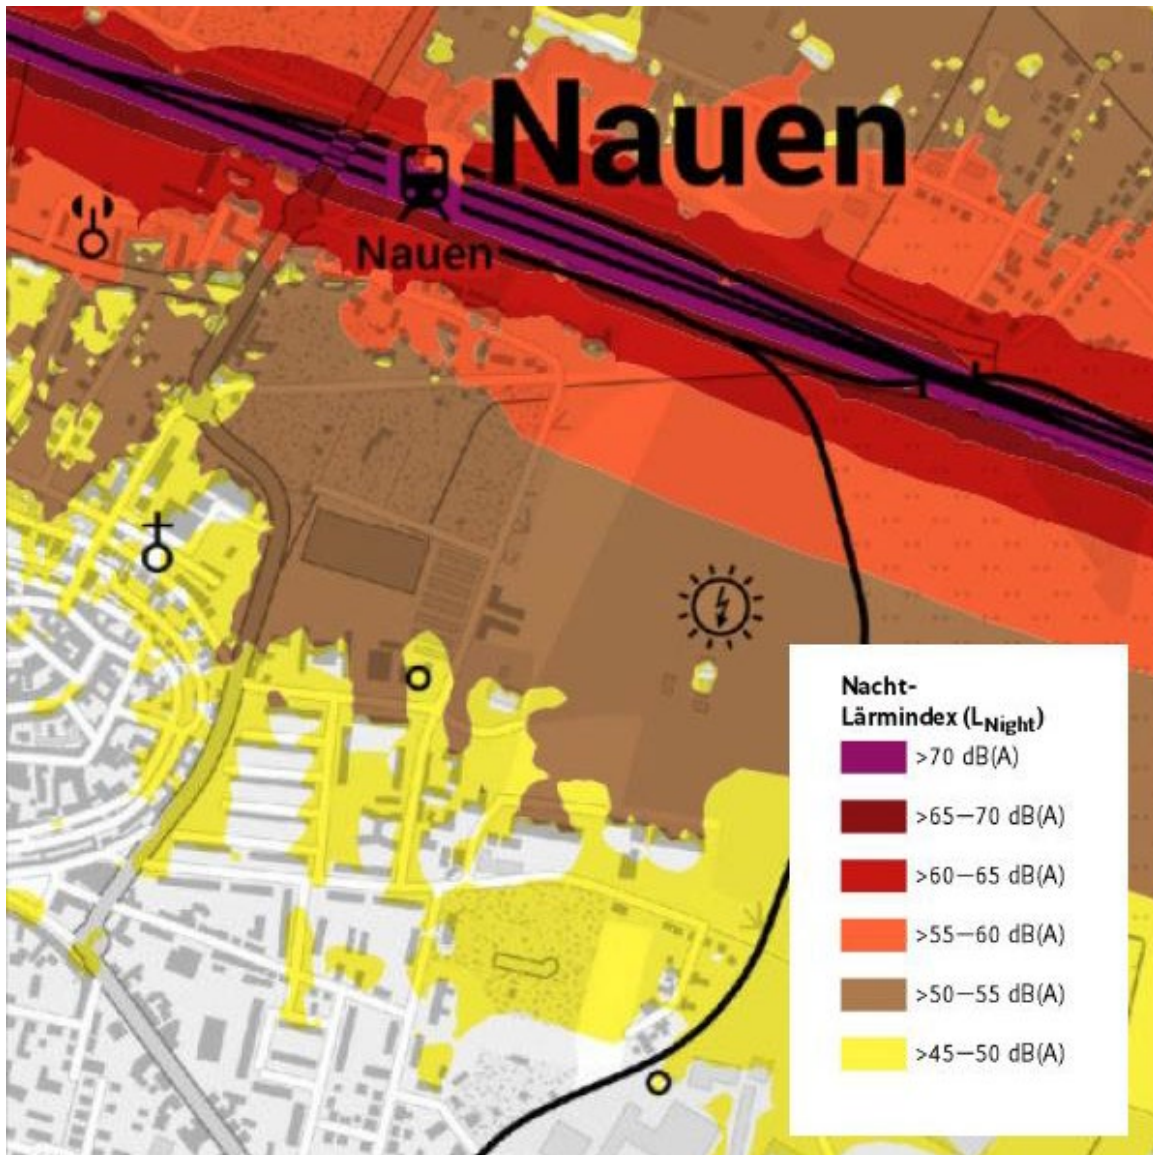 Nauen
Nauen
Nacht-
Lärmindex (LNight)
>70 dB(A)
>65–70 dB(A)
>60–65 dB(A)
>55–60 dB(A)
>50–55 dB(A)
>45–50 dB(A)